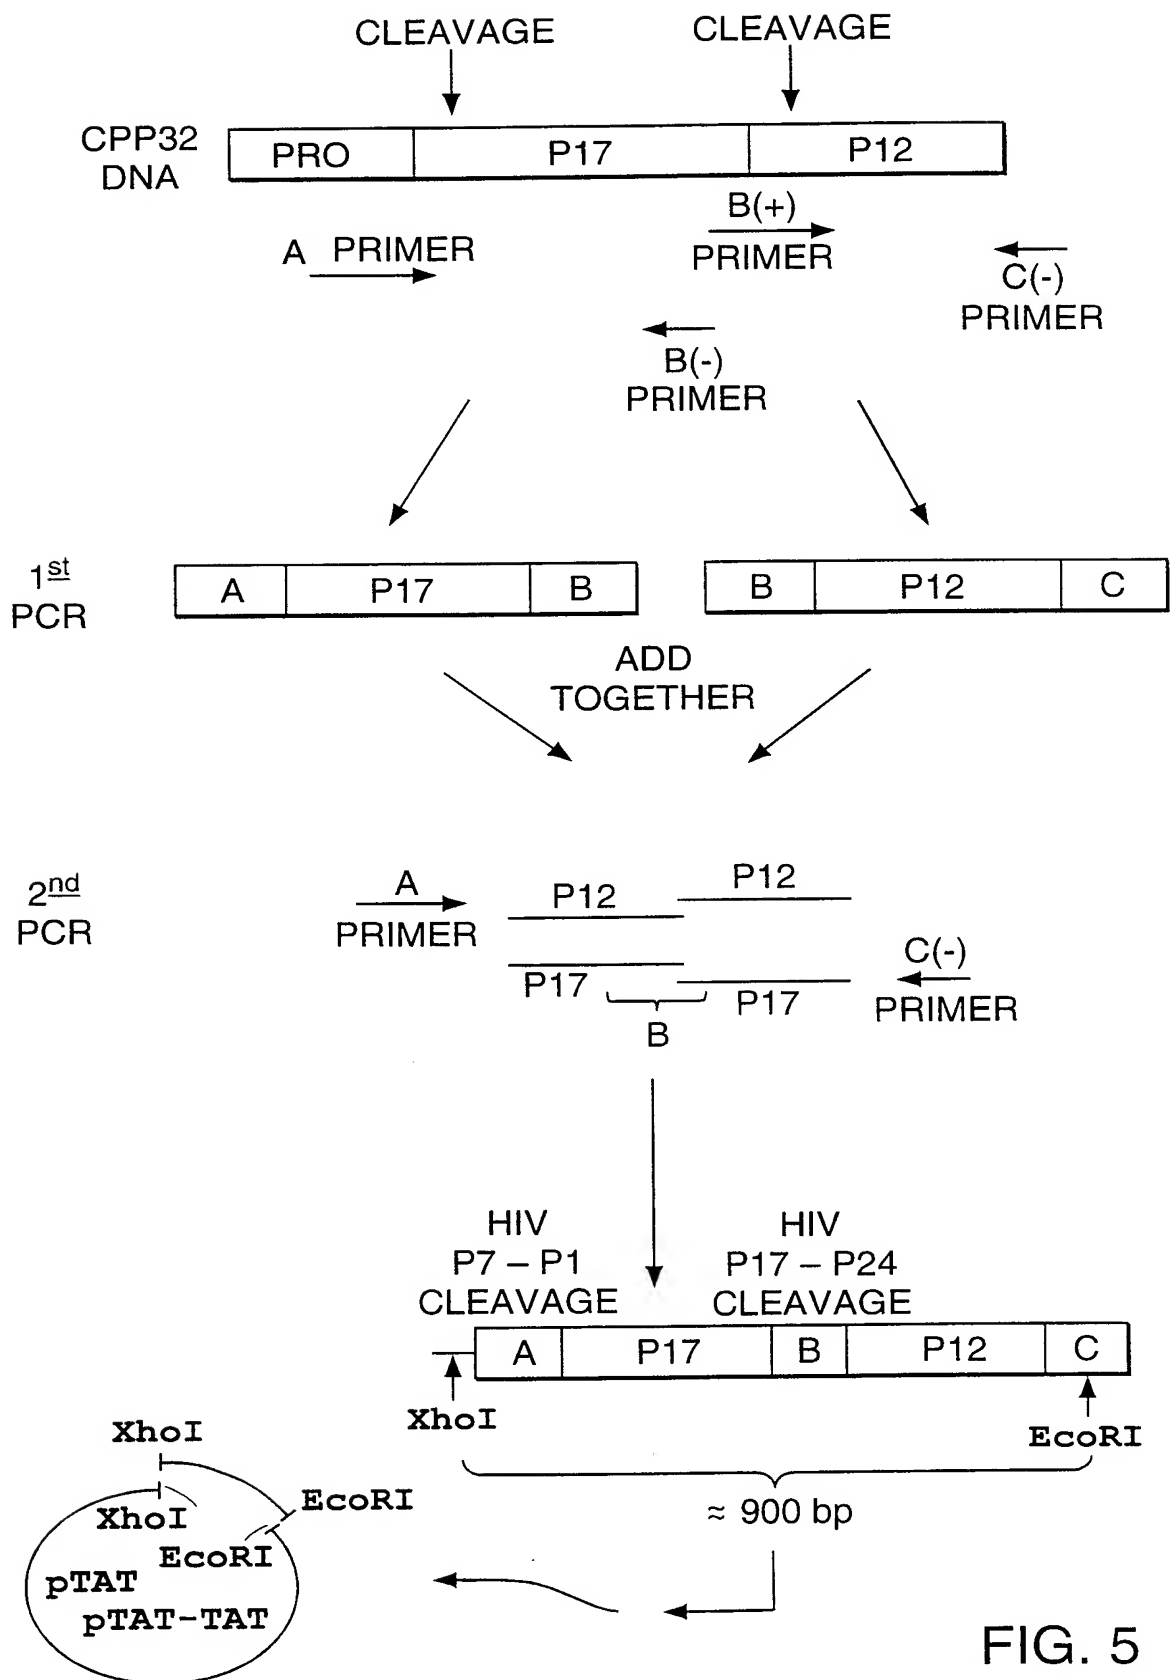 CLEAVAGE CLEAVAGE
CPP32
DNA
PRO P17 P12
A PRIMER
B(+)
PRIMER
C(-)
PRIMER
B(-)
PRIMER
1st
PCR
A P17 B
B P12 C
ADD
TOGETHER
2nd
PCR
A
PRIMER
P12 P12
P17 P17
B
C(-)
PRIMER
HIV
P7 – P1
CLEAVAGE
HIV
P17 – P24
CLEAVAGE
A P17 B P12 C
XhoI
EcoRI
≈ 900 bp
XhoI
XhoI
EcoRI
EcoRI
pTAT
pTAT-TAT
FIG. 5